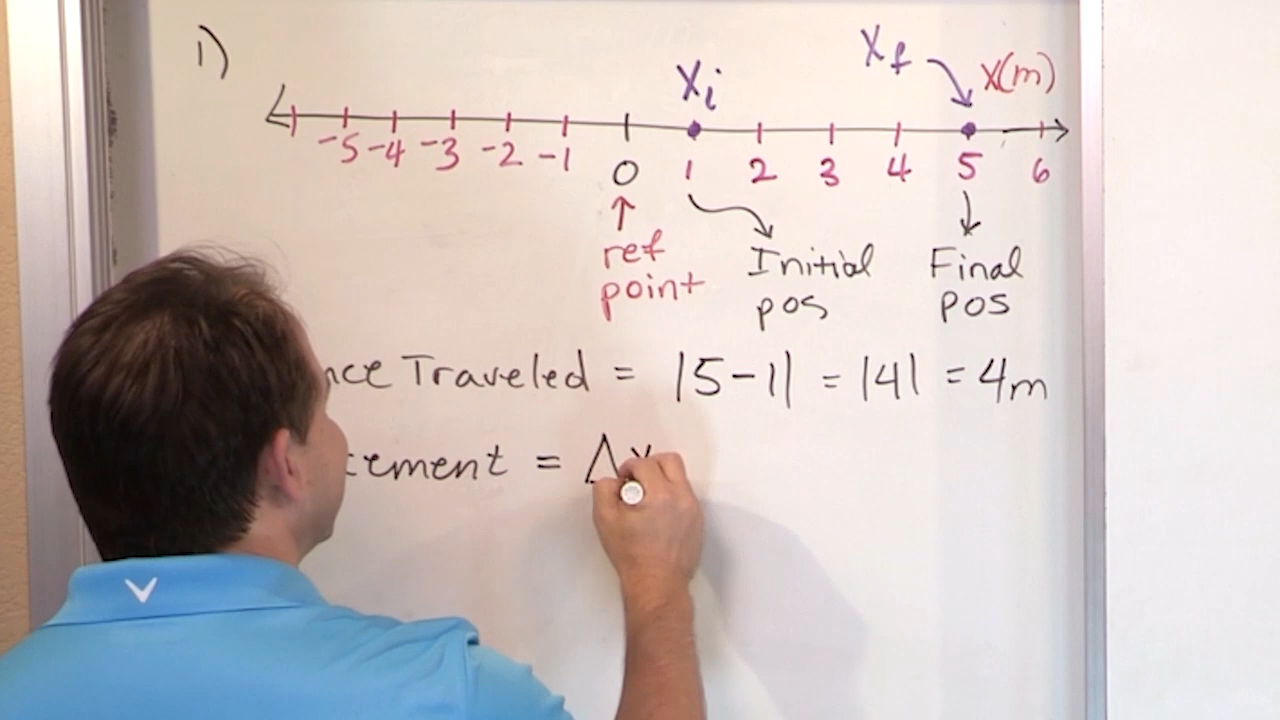 1)
Xi
Xf
X(m)
-5 -4 -3 -2 -1 0 1 2 3 4 5 6
ref point
Initial pos
Final pos
nce Traveled = |5-1| = |4| = 4m
cement = Δx